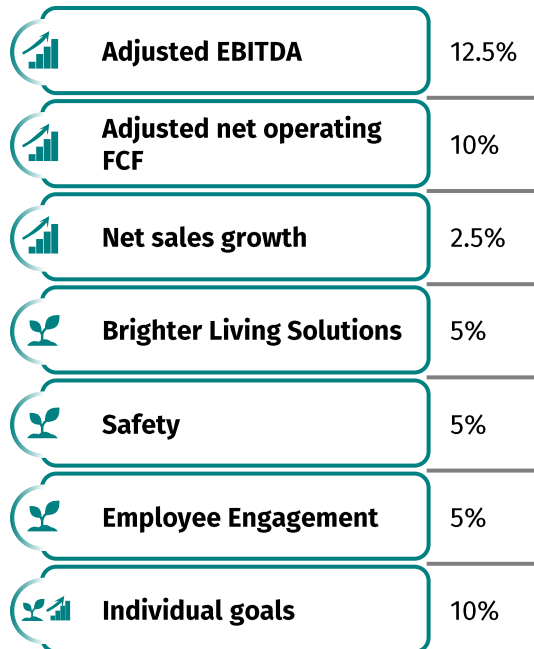 Adjusted EBITDA 12.5%
Adjusted net operating
FCF 10%
Net sales growth 2.5%
Brighter Living Solutions 5%
Safety 5%
Employee Engagement 5%
Individual goals 10%